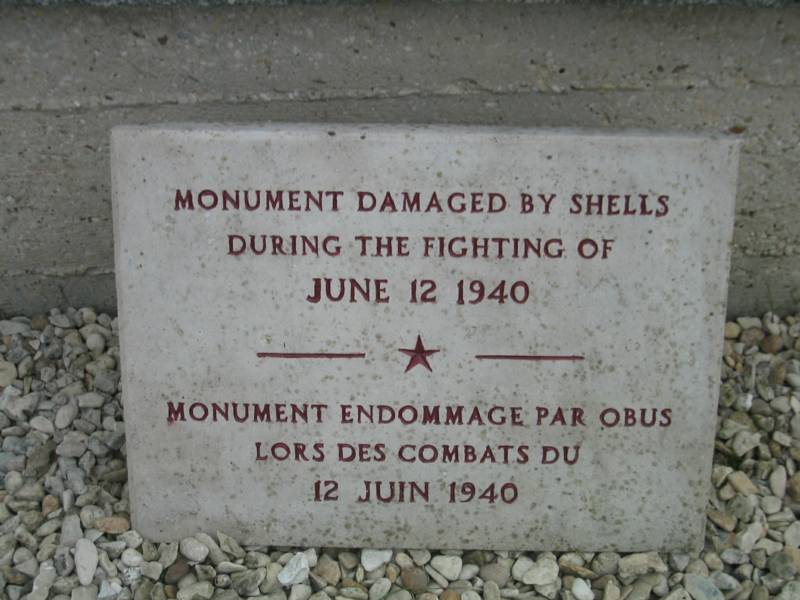 MONUMENT DAMAGED BY SHELLS
DURING THE FIGHTING OF
JUNE 12 1940
MONUMENT ENDOMMAGE PAR OBUS
LORS DES COMBATS DU
12 JUIN 1940